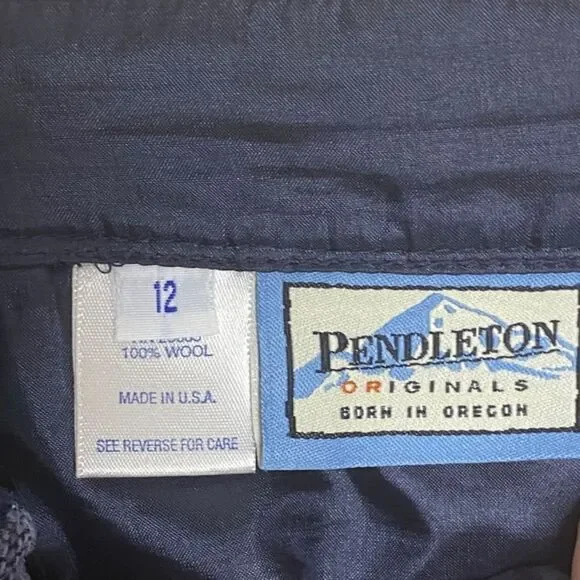 12
100% WOOL
MADE IN U.S.A.
SEE REVERSE FOR CARE
PENDLETON
ORIGINALS
BORN IN OREGON